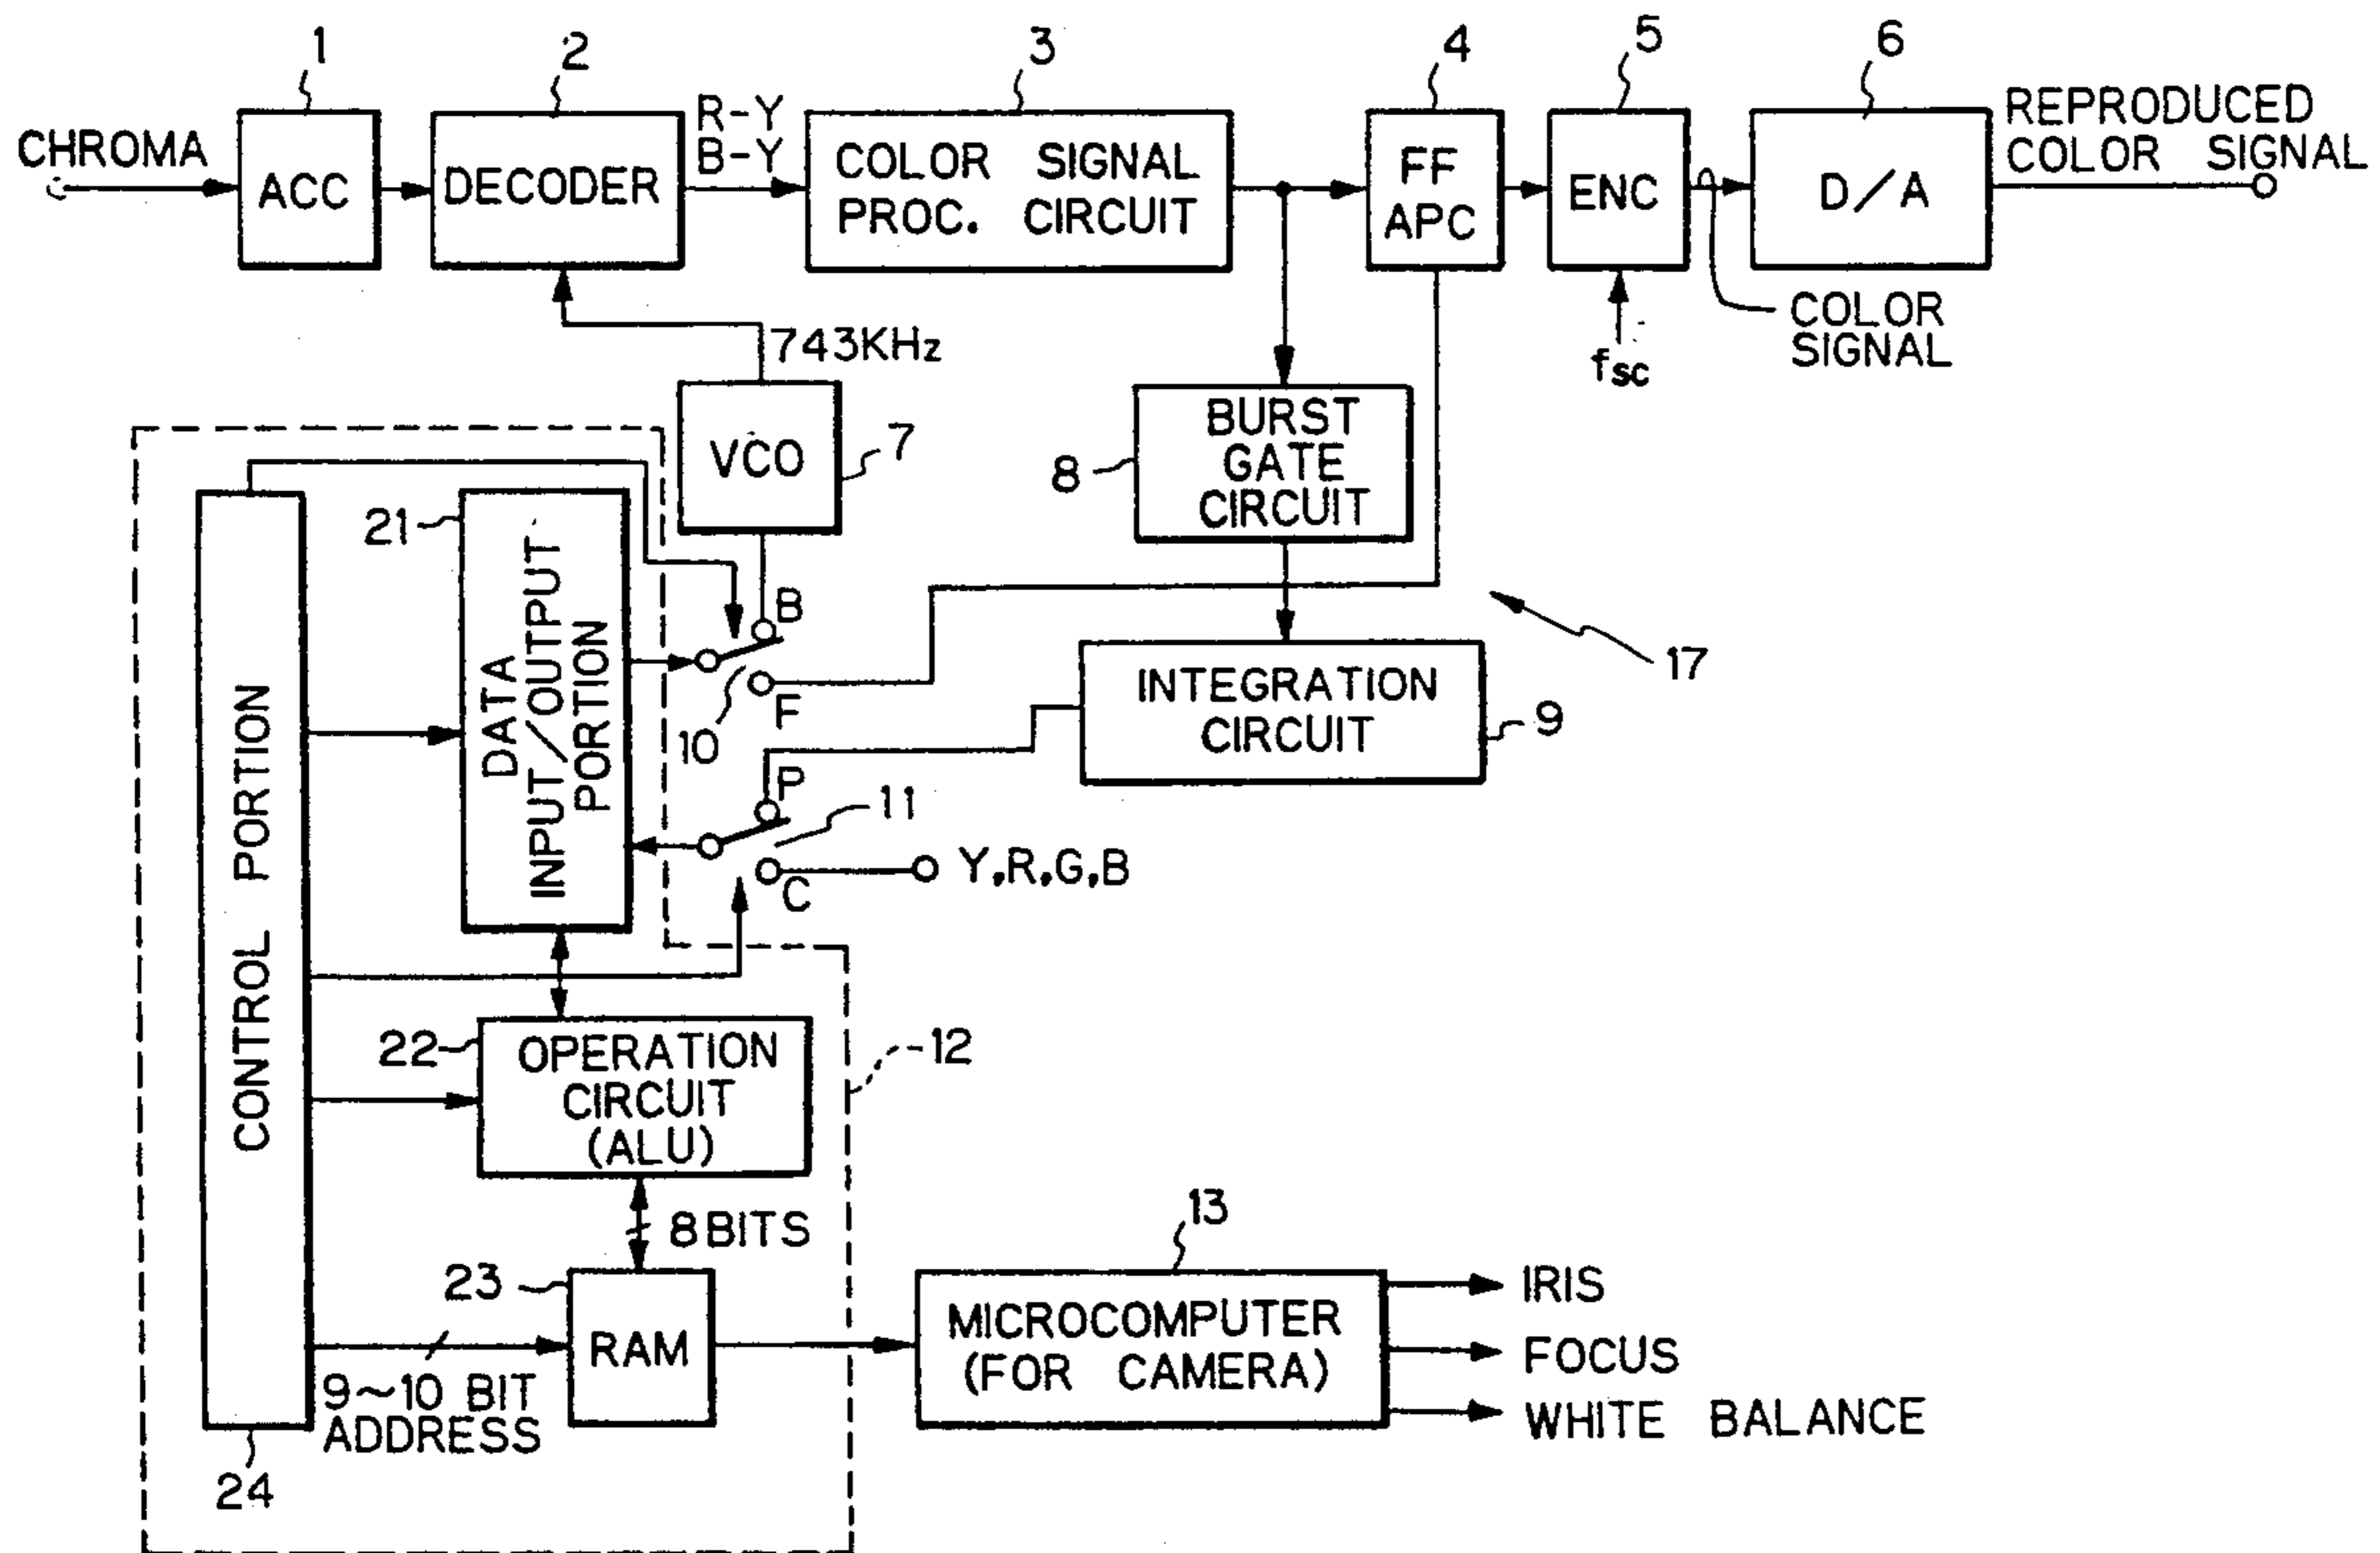 1
2
3
4
5
6
CHROMA
ACC
DECODER
R-Y
B-Y
COLOR SIGNAL
PROC. CIRCUIT
FF
APC
ENC
D/A
REPRODUCED
COLOR SIGNAL
743KHz
fsc
COLOR
SIGNAL
VCO
7
8
BURST
GATE
CIRCUIT
21
DATA
INPUT/OUTPUT
PORTION
B
F
10
17
INTEGRATION
CIRCUIT
9
P
11
C
Y,R,G,B
CONTROL PORTION
22
OPERATION
CIRCUIT
(ALU)
12
8 BITS
23
RAM
13
MICROCOMPUTER
(FOR CAMERA)
IRIS
FOCUS
WHITE BALANCE
9~10 BIT
ADDRESS
24